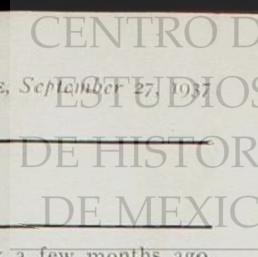 CENTRO D
E, September 27, 1937
ESTUDIOS
DE HISTOR
DE MEXIC
a few months ago